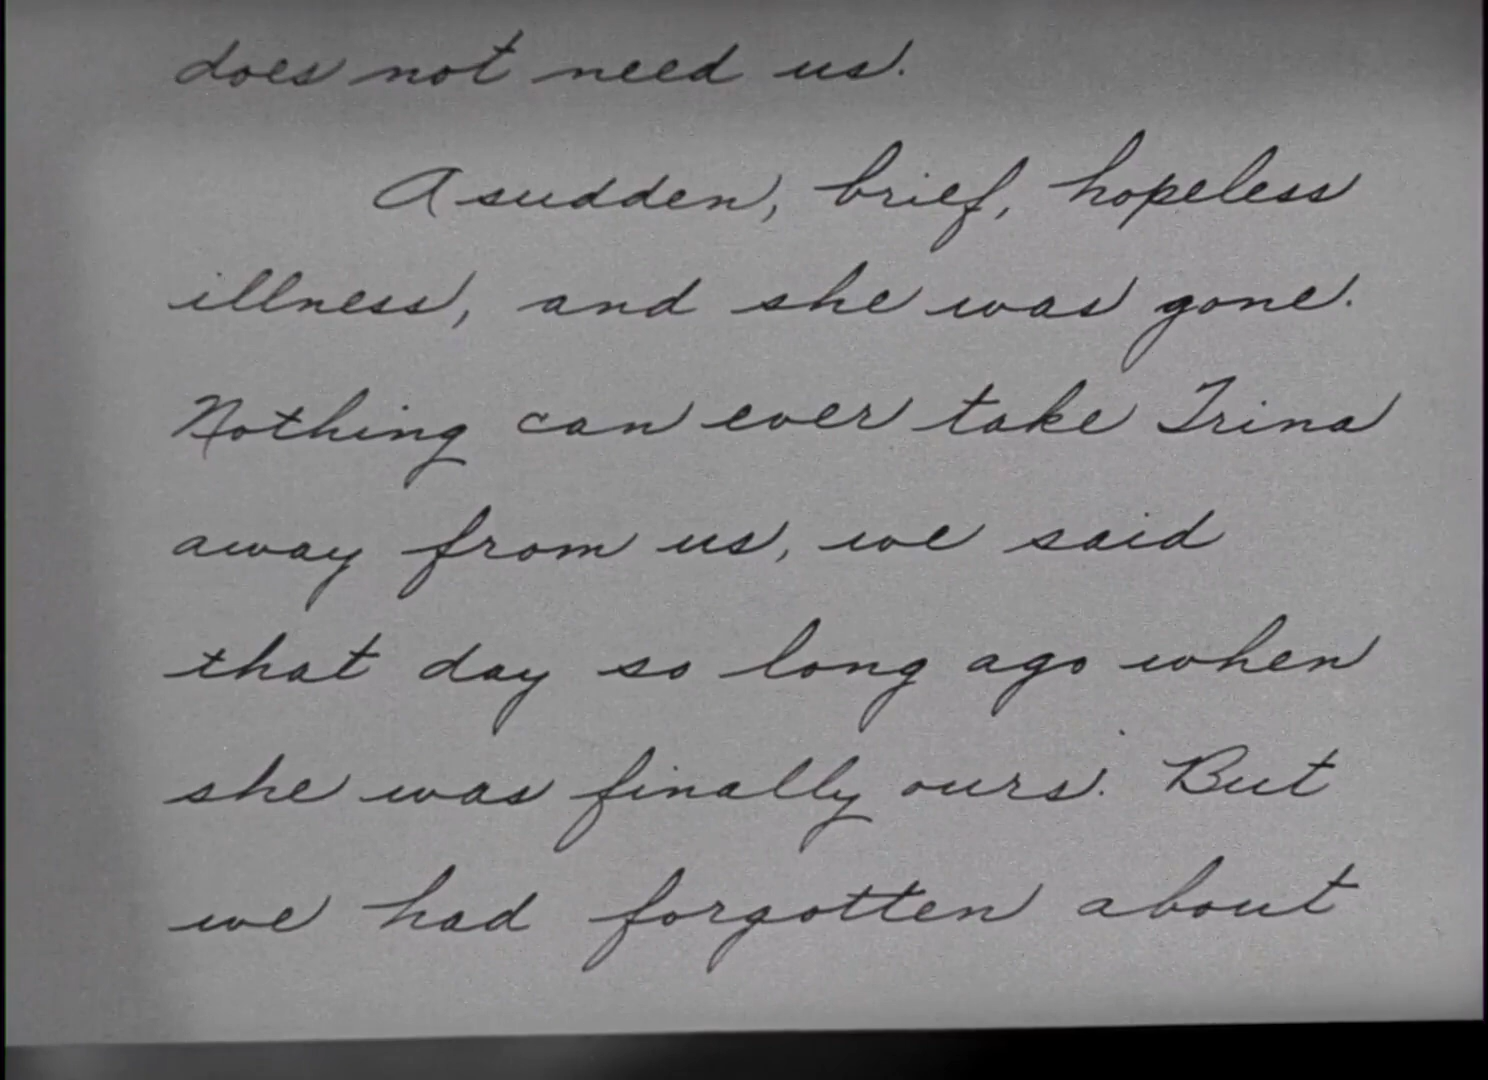 does not need us.
A sudden, brief, hopeless
illness, and she was gone.
Nothing can ever take Trina
away from us, we said
that day so long ago when
she was finally ours. But
we had forgotten about